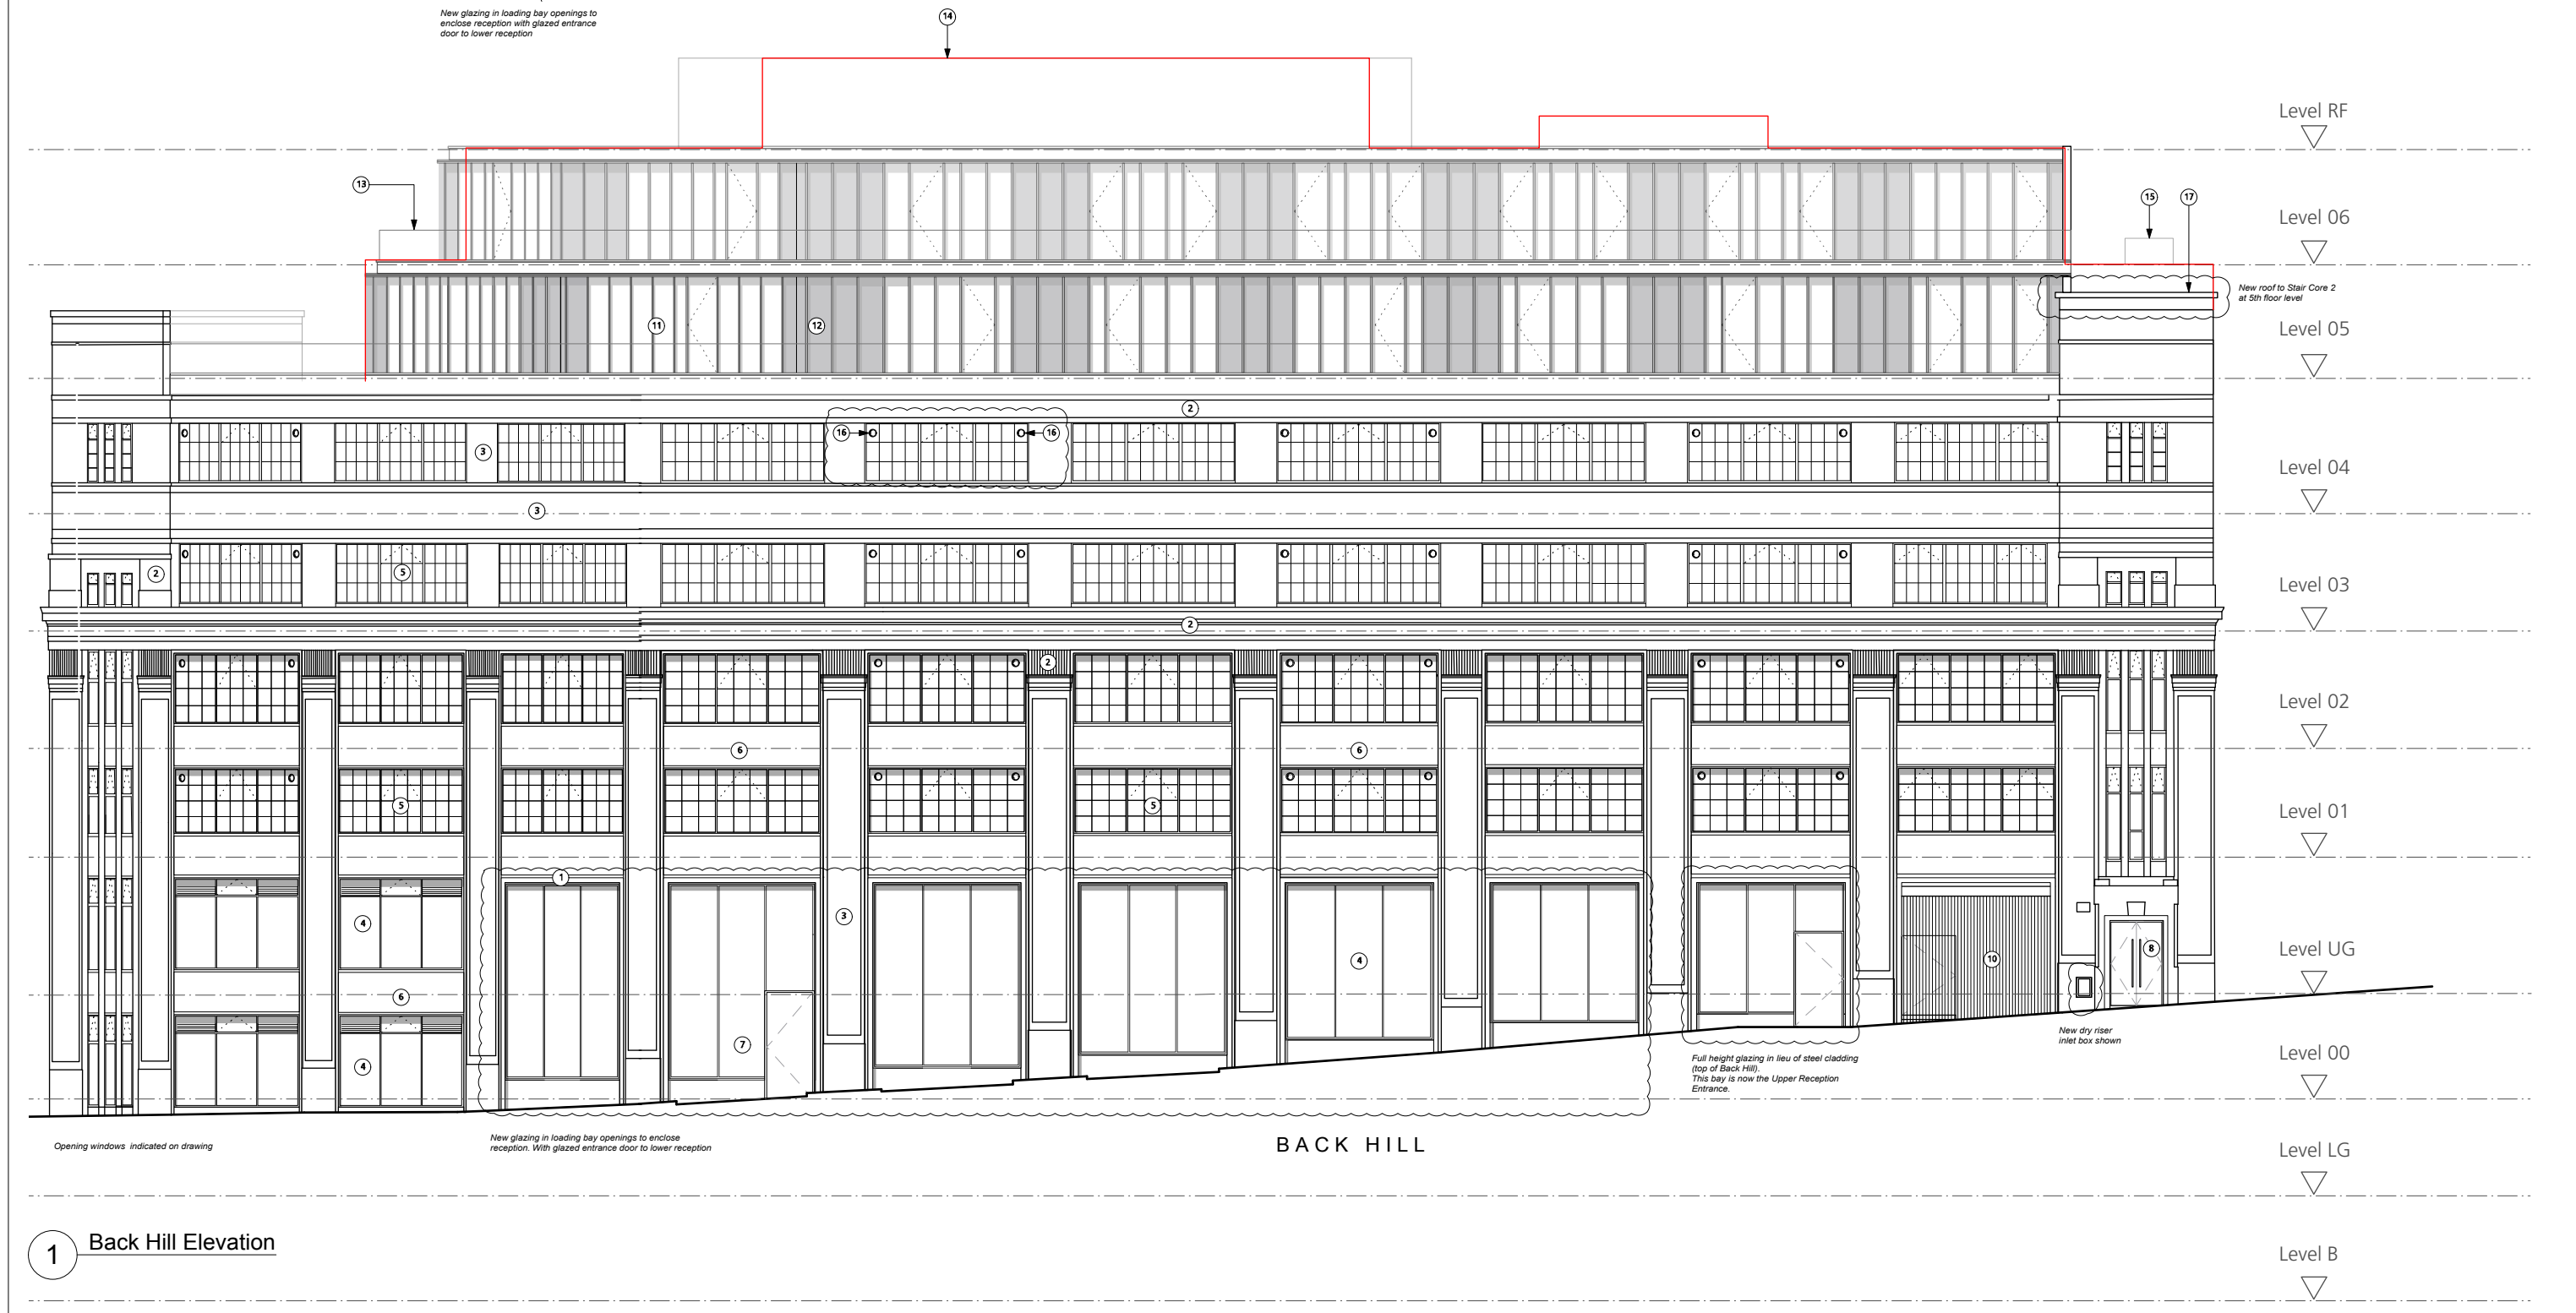 New glazing in loading bay openings to
enclose reception with glazed entrance
door to lower reception
14
Level RF
13
15
17
Level 06
New roof to Stair Core 2
at 5th floor level
11
12
Level 05
2
16
16
3
Level 04
3
2
5
Level 03
2
2
Level 02
6
6
5
5
Level 01
1
3
4
4
8
10
Level UG
6
7
4
New dry riser
inlet box shown
Level 00
Full height glazing in lieu of steel cladding
(top of Back Hill).
This bay is now the Upper Reception
Entrance.
Opening windows indicated on drawing
New glazing in loading bay openings to enclose
reception. With glazed entrance door to lower reception
BACK HILL
Level LG
1
Back Hill Elevation
Level B